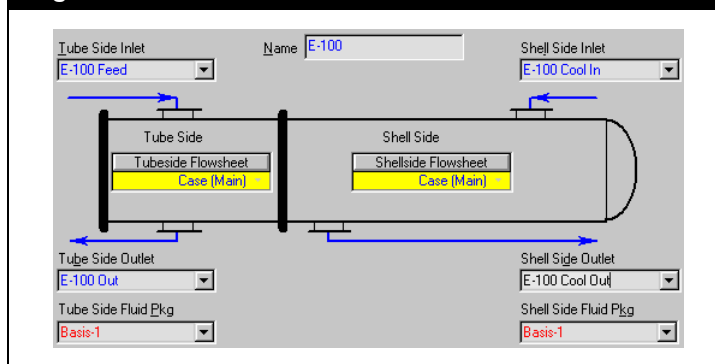 Tube Side Inlet
Name E-100
Shell Side Inlet
E-100 Feed
E-100 Cool In
Tube Side
Shell Side
Tubeside Flowsheet
Shellside Flowsheet
Case (Main)
Case (Main)
Tube Side Outlet
Shell Side Outlet
E-100 Out
E-100 Cool Out
Tube Side Fluid Pkg
Shell Side Fluid Pkg
Basis-1
Basis-1